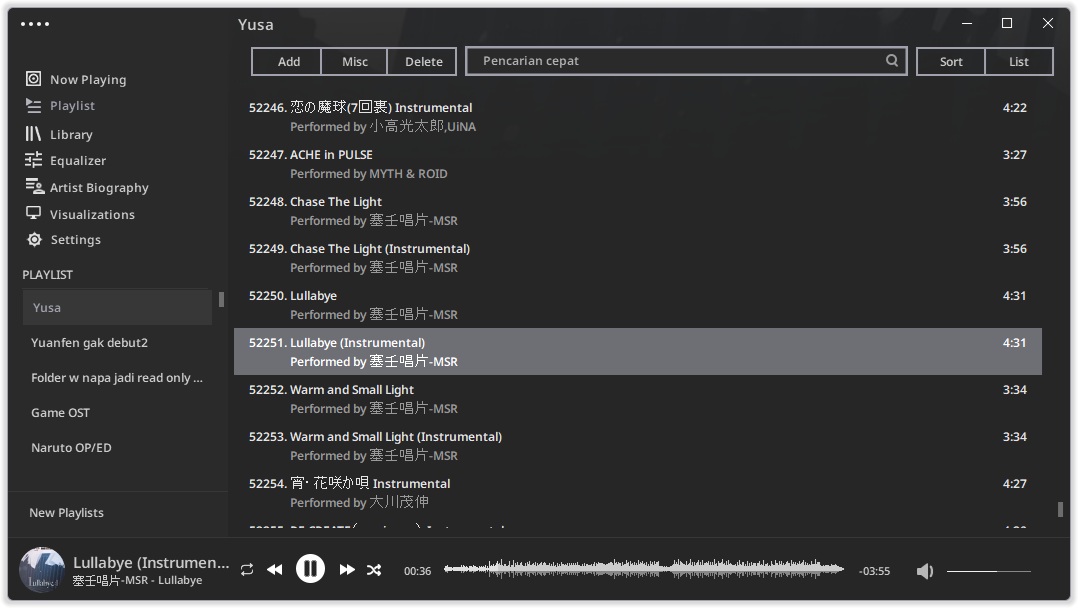 Yusa
Now Playing
Playlist
Library
Equalizer
Artist Biography
Visualizations
Settings
PLAYLIST
Yusa
Yuanfen gak debut2
Folder w napa jadi read only ...
Game OST
Naruto OP/ED
New Playlists
Add Misc Delete Pencarian cepat Sort List
52246. 恋の魔球(7回裏) Instrumental 4:22
Performed by 小高光太郎,UiNA
52247. ACHE in PULSE 3:27
Performed by MYTH & ROID
52248. Chase The Light 3:56
Performed by 塞壬唱片-MSR
52249. Chase The Light (Instrumental) 3:56
Performed by 塞壬唱片-MSR
52250. Lullabye 4:31
Performed by 塞壬唱片-MSR
52251. Lullabye (Instrumental) 4:31
Performed by 塞壬唱片-MSR
52252. Warm and Small Light 3:34
Performed by 塞壬唱片-MSR
52253. Warm and Small Light (Instrumental) 3:34
Performed by 塞壬唱片-MSR
52254. 宵・花咲か唄 Instrumental 4:27
Performed by 大川茂伸
Lullabye (Instrumen...
塞壬唱片-MSR - Lullabye
00:36 -03:55